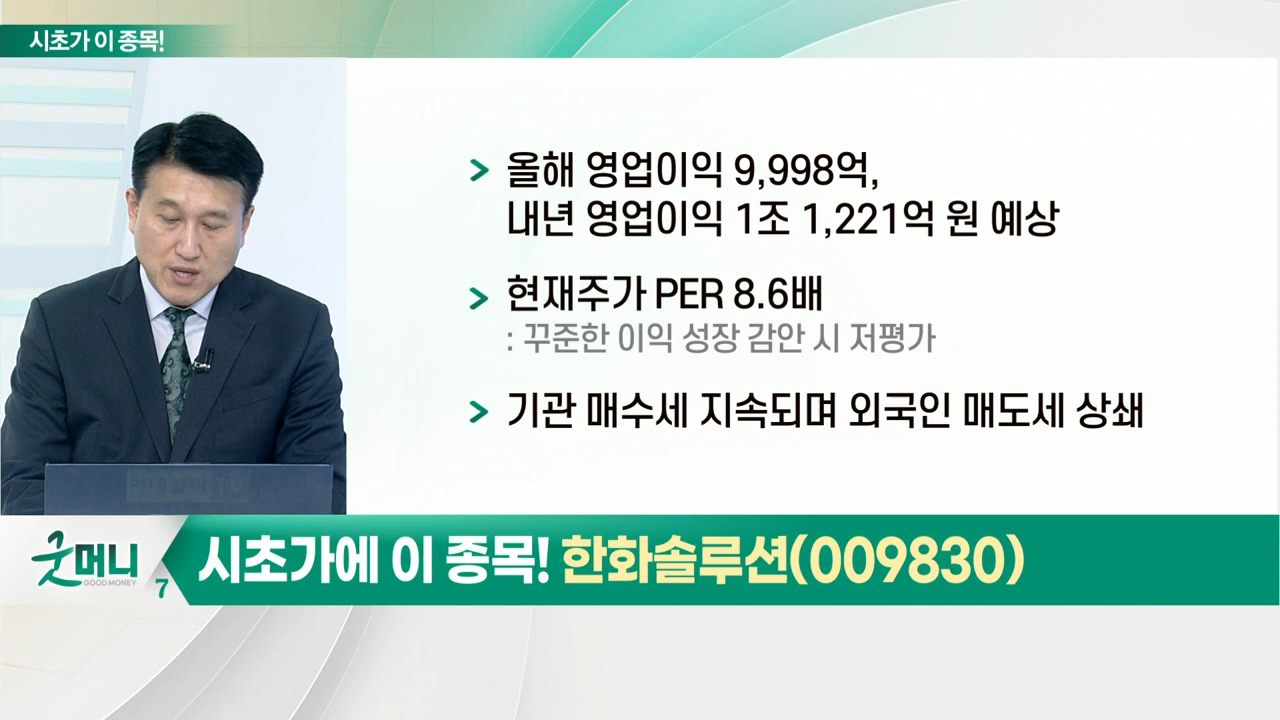 시초가 이 종목!
> 올해 영업이익 9,998억,
내년 영업이익 1조 1,221억 원 예상
> 현재주가 PER 8.6배
: 꾸준한 이익 성장 감안 시 저평가
> 기관 매수세 지속되며 외국인 매도세 상쇄
굿머니
GOOD MONEY
7
시초가에 이 종목! 한화솔루션(009830)